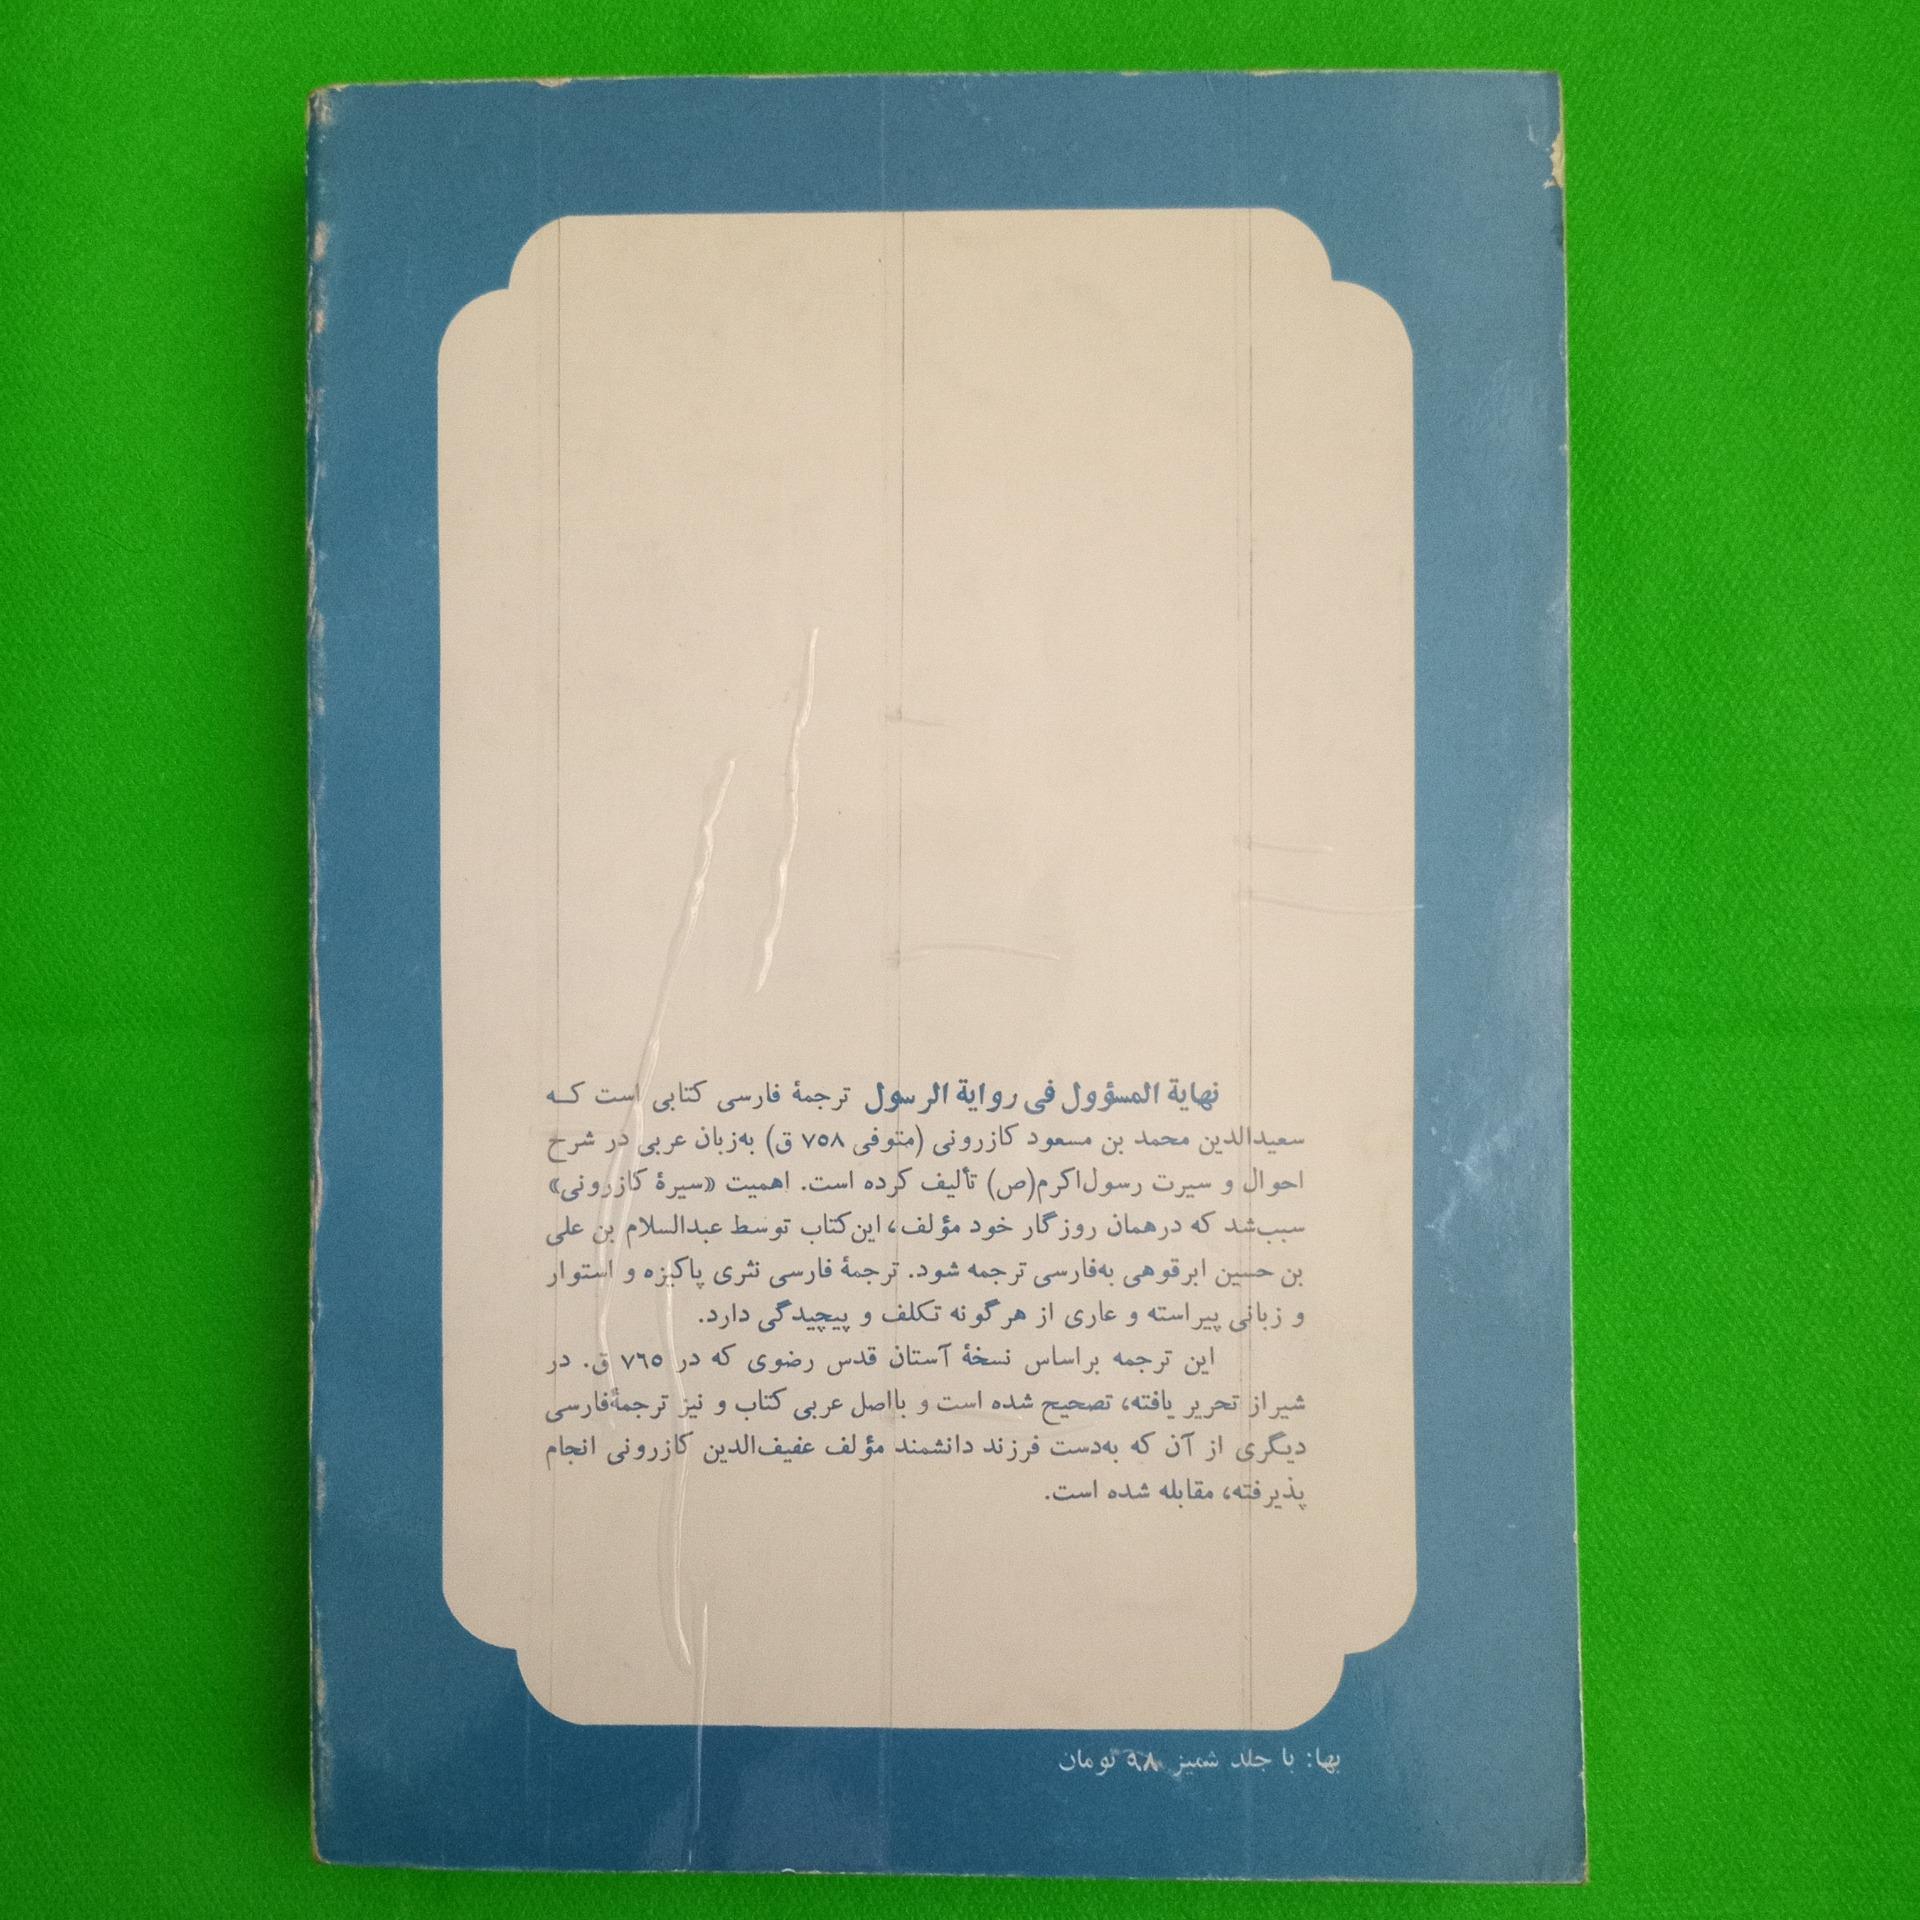 نهایة المسؤول فی روایة الرسول ترجمهٔ فارسی کتابی است کــه
سعیدالدین محمد بن مسعود کازرونی (متوفی ۷۵۸ ق) به‌زبان عربی در شرح
احوال و سیرت رسول‌اکرم(ص) تألیف کرده است. اهمیت «سیرهٔ کازرونی»
سبب‌شد که درهمان روزگار خود مؤلف، این‌کتاب توسط عبدالسلام بن علی
بن حسین ابرقوهی به‌فارسی ترجمه شود. ترجمهٔ فارسی نثری پاکیزه و استوار
و زبانی پیراسته و عاری از هرگونه تکلف و پیچیدگی دارد.
این ترجمه براساس نسخهٔ آستان قدس رضوی که در ۷۶۵ ق. در
شیراز تحریر یافته، تصحیح شده است و بااصل عربی کتاب و نیز ترجمهٔفارسی
دیگری از آن که به‌دست فرزند دانشمند مؤلف عفیف‌الدین کازرونی انجام
پذیرفته، مقابله شده است.
بها: با جلد شمیز ۹۸ تومان